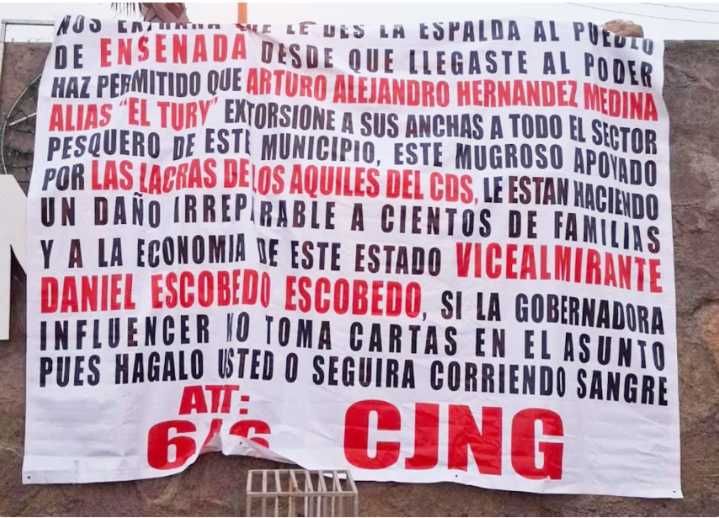 NOS EXTRAÑA QUE LE DES LA ESPALDA AL PUEBLO
DE ENSENADA DESDE QUE LLEGASTE AL PODER
HAZ PERMITIDO QUE ARTURO ALEJANDRO HERNANDEZ MEDINA
ALIAS "EL TURY" EXTORSIONE A SUS ANCHAS A TODO EL SECTOR
PESQUERO DE ESTE MUNICIPIO, ESTE MUGROSO APOYADO
POR LAS LACRAS DE LOS AQUILES DEL CDS, LE ESTAN HACIENDO
UN DAÑO IRREPARABLE A CIENTOS DE FAMILIAS
Y A LA ECONOMIA DE ESTE ESTADO VICEALMIRANTE
DANIEL ESCOBEDO ESCOBEDO, SI LA GOBERNADORA
INFLUENCER NO TOMA CARTAS EN EL ASUNTO
PUES HAGALO USTED O SEGUIRA CORRIENDO SANGRE
ATT:
CJNG